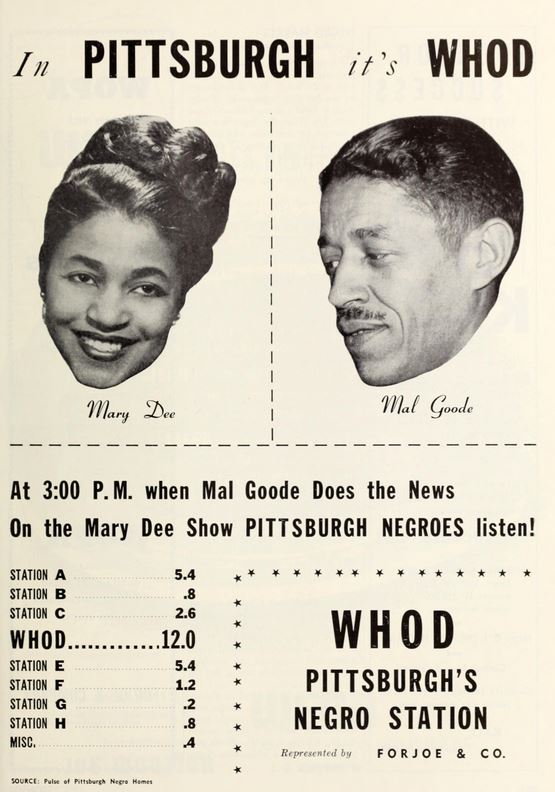 In PITTSBURGH it's WHOD
Mary Dee
Mal Goode
At 3:00 P.M. when Mal Goode Does the News
On the Mary Dee Show PITTSBURGH NEGROES listen!
STATION A 5.4
STATION B .8
STATION C 2.6
WHOD............12.0
STATION E 5.4
STATION F 1.2
STATION G .2
STATION H .8
MISC. .4
SOURCE: Pulse of Pittsburgh Negro Homes
WHOD
PITTSBURGH'S
NEGRO STATION
Represented by FORJOE & CO.